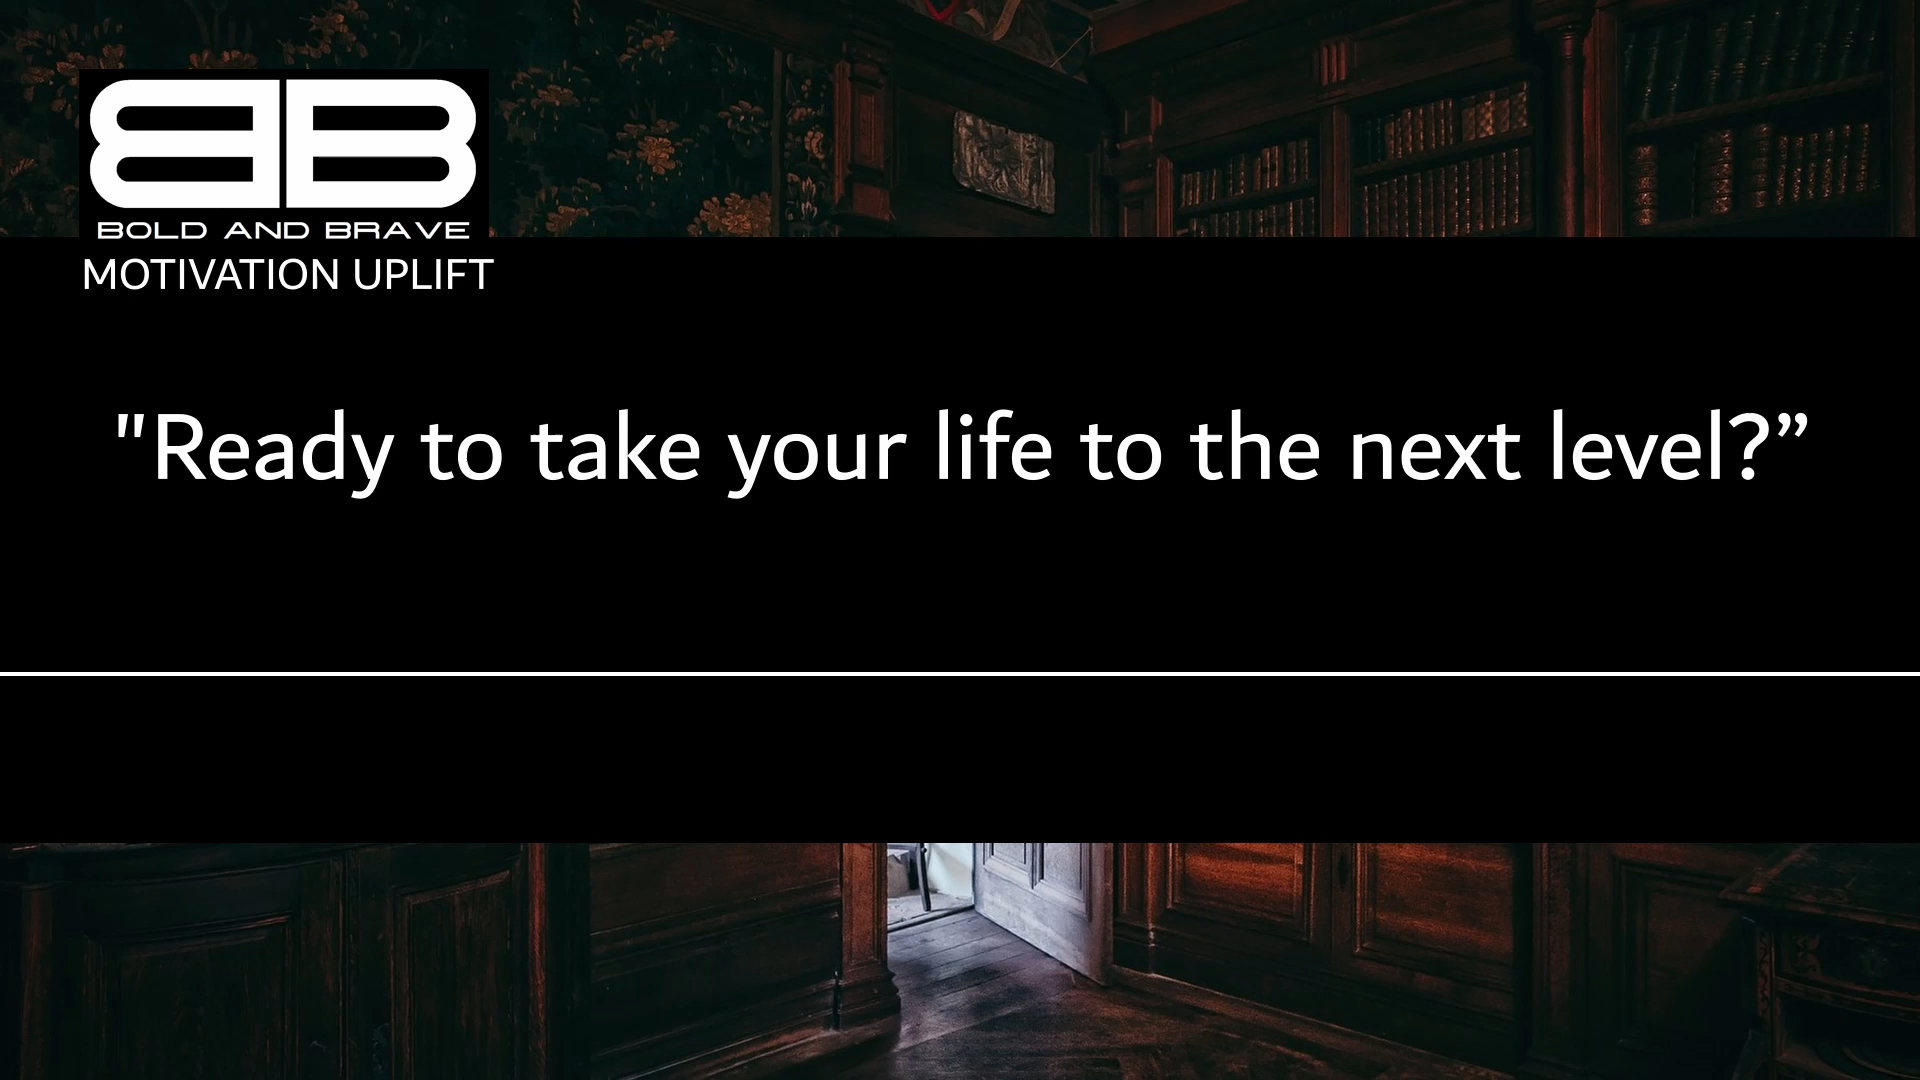 BB
BOLD AND BRAVE
MOTIVATION UPLIFT
"Ready to take your life to the next level?”